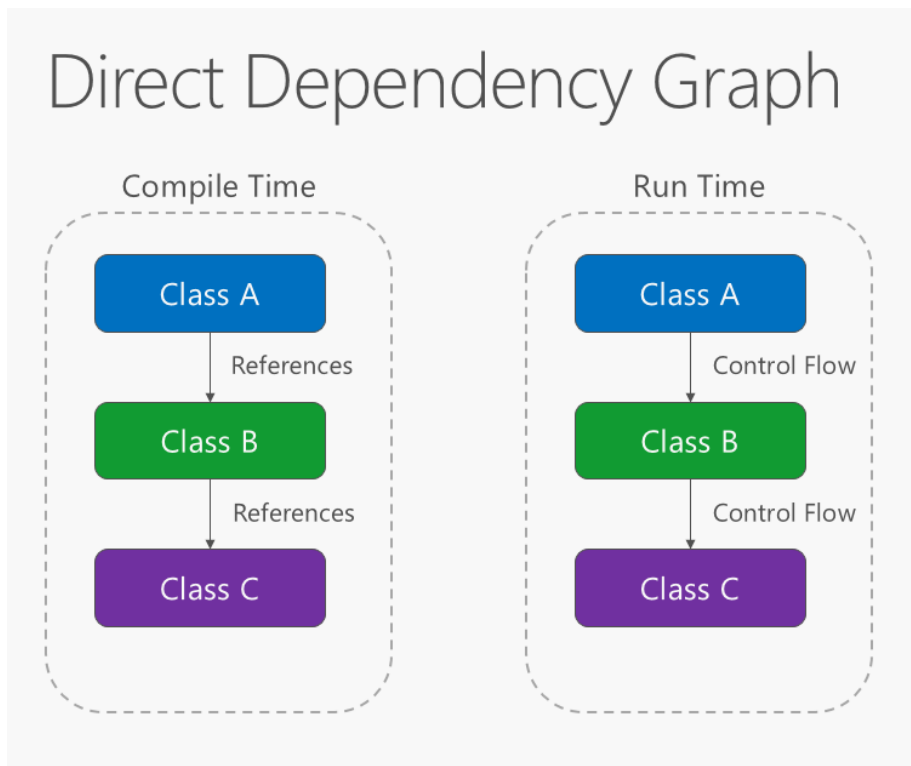 Direct Dependency Graph
Compile Time
Class A
References
Class B
References
Class C
Run Time
Class A
Control Flow
Class B
Control Flow
Class C